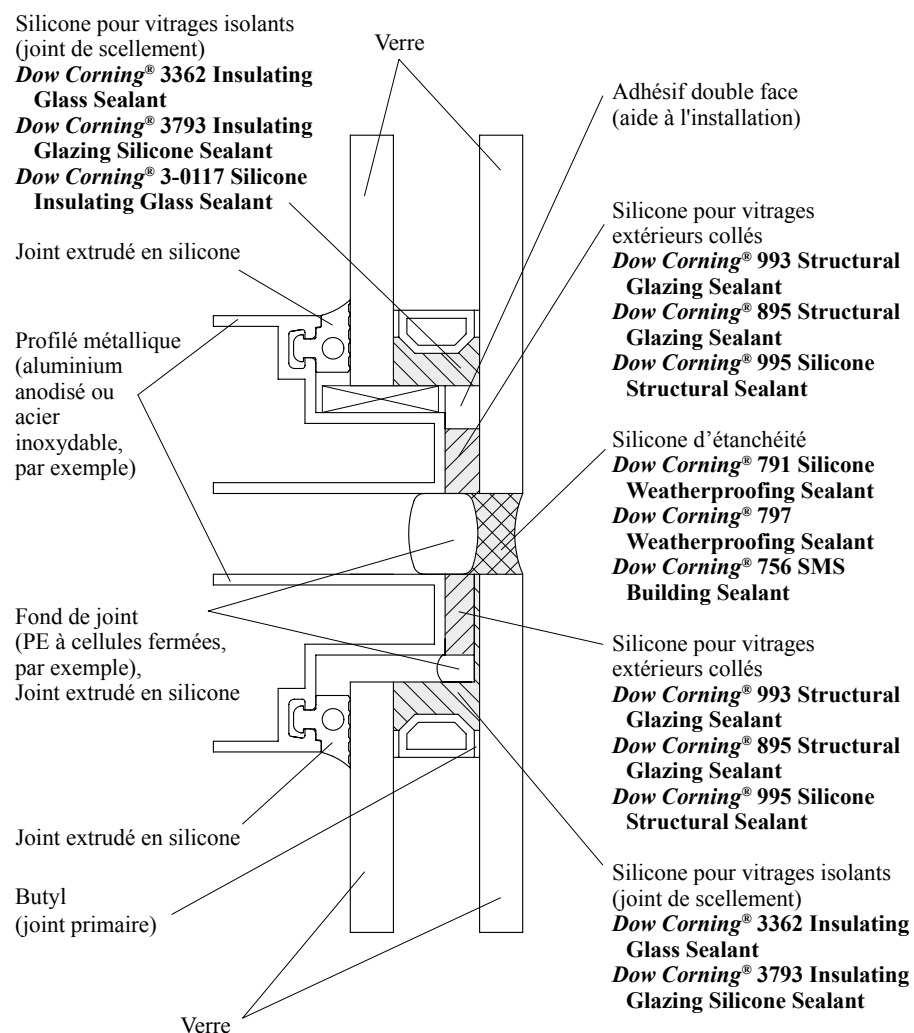 Silicone pour vitrages isolants
(joint de scellement)
Dow Corning® 3362 Insulating
Glass Sealant
Dow Corning® 3793 Insulating
Glazing Silicone Sealant
Dow Corning® 3-0117 Silicone
Insulating Glass Sealant
Joint extrudé en silicone
Profilé métallique
(aluminium
anodisé ou
acier
inoxydable,
par exemple)
Fond de joint
(PE à cellules fermées,
par exemple),
Joint extrudé en silicone
Joint extrudé en silicone
Butyl
(joint primaire)
Verre
Verre
Adhésif double face
(aide à l'installation)
Silicone pour vitrages
extérieurs collés
Dow Corning® 993 Structural
Glazing Sealant
Dow Corning® 895 Structural
Glazing Sealant
Dow Corning® 995 Silicone
Structural Sealant
Silicone d’étanchéité
Dow Corning® 791 Silicone
Weatherproofing Sealant
Dow Corning® 797
Weatherproofing Sealant
Dow Corning® 756 SMS
Building Sealant
Silicone pour vitrages
extérieurs collés
Dow Corning® 993 Structural
Glazing Sealant
Dow Corning® 895 Structural
Glazing Sealant
Dow Corning® 995 Silicone
Structural Sealant
Silicone pour vitrages isolants
(joint de scellement)
Dow Corning® 3362 Insulating
Glass Sealant
Dow Corning® 3793 Insulating
Glazing Silicone Sealant